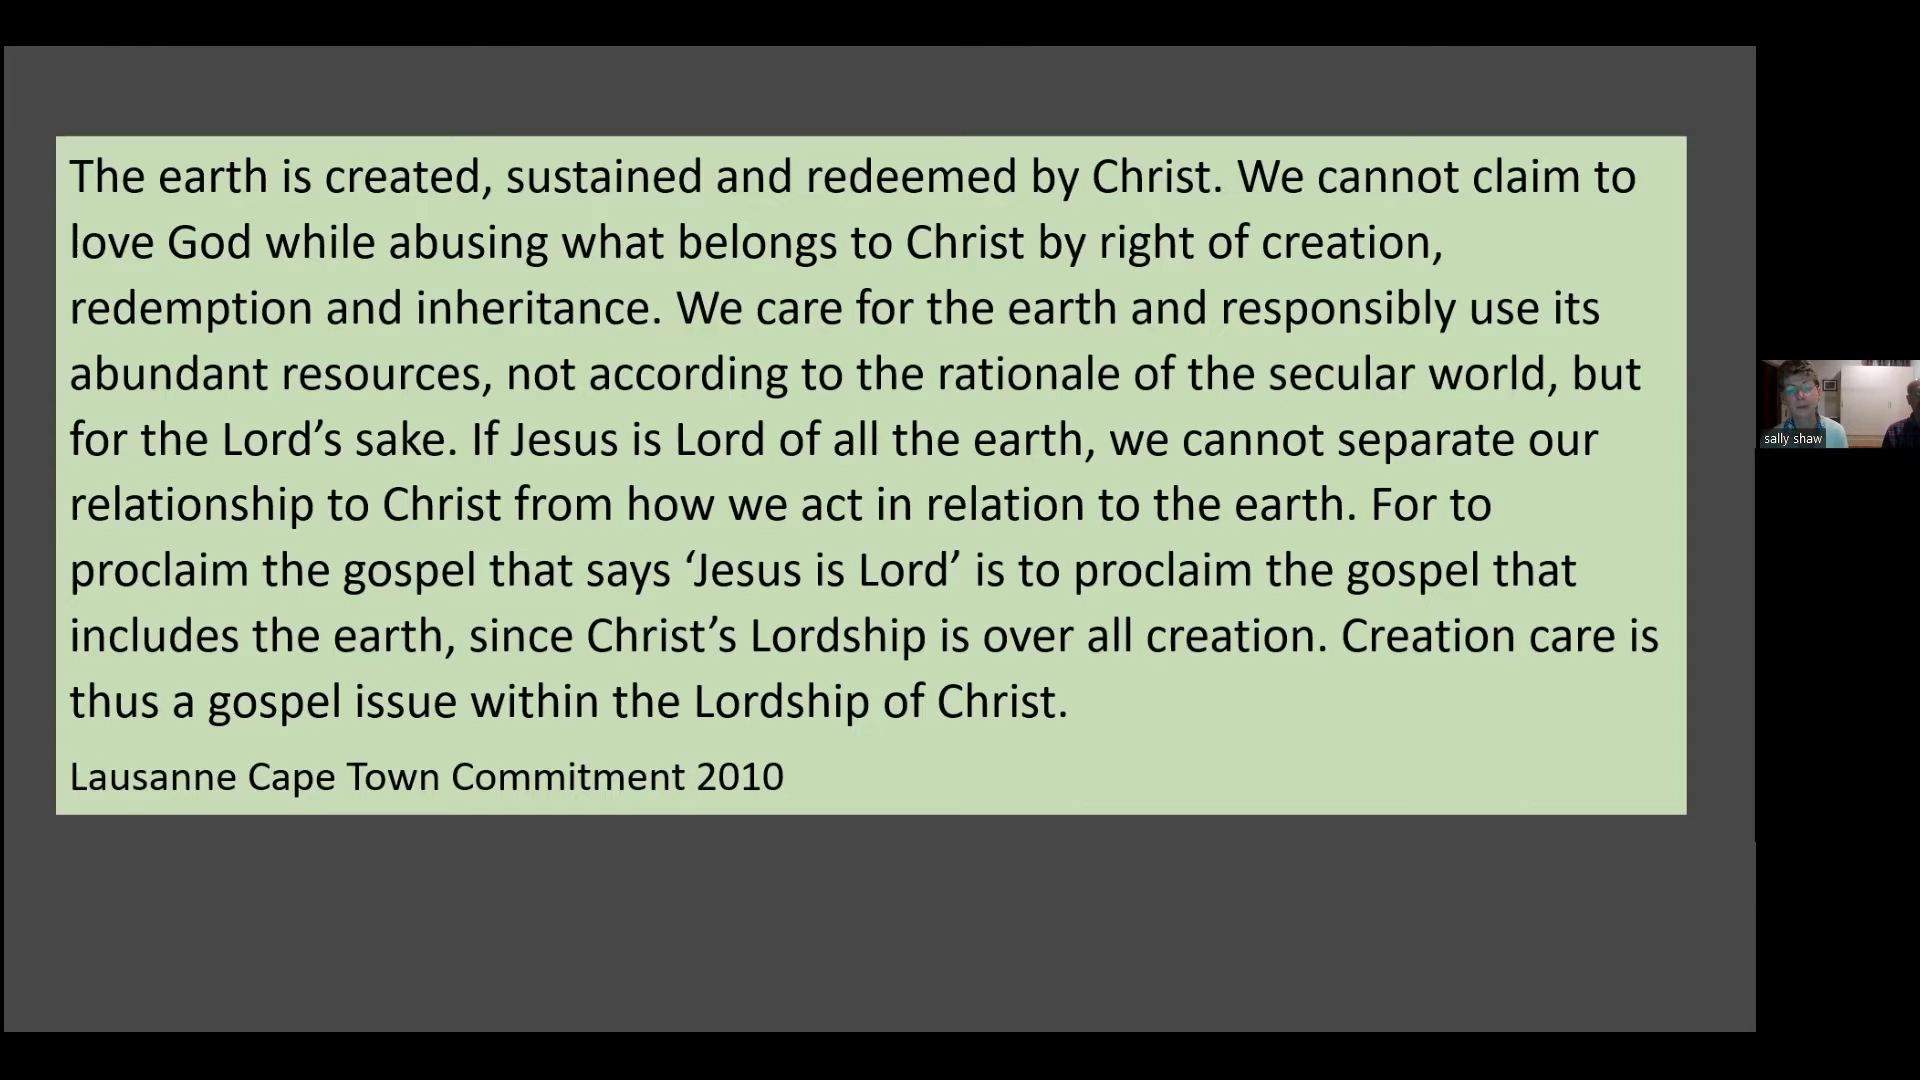 The earth is created, sustained and redeemed by Christ. We cannot claim to
love God while abusing what belongs to Christ by right of creation,
redemption and inheritance. We care for the earth and responsibly use its
abundant resources, not according to the rationale of the secular world, but
for the Lord’s sake. If Jesus is Lord of all the earth, we cannot separate our
relationship to Christ from how we act in relation to the earth. For to
proclaim the gospel that says ‘Jesus is Lord’ is to proclaim the gospel that
includes the earth, since Christ’s Lordship is over all creation. Creation care is
thus a gospel issue within the Lordship of Christ.
Lausanne Cape Town Commitment 2010
sally shaw